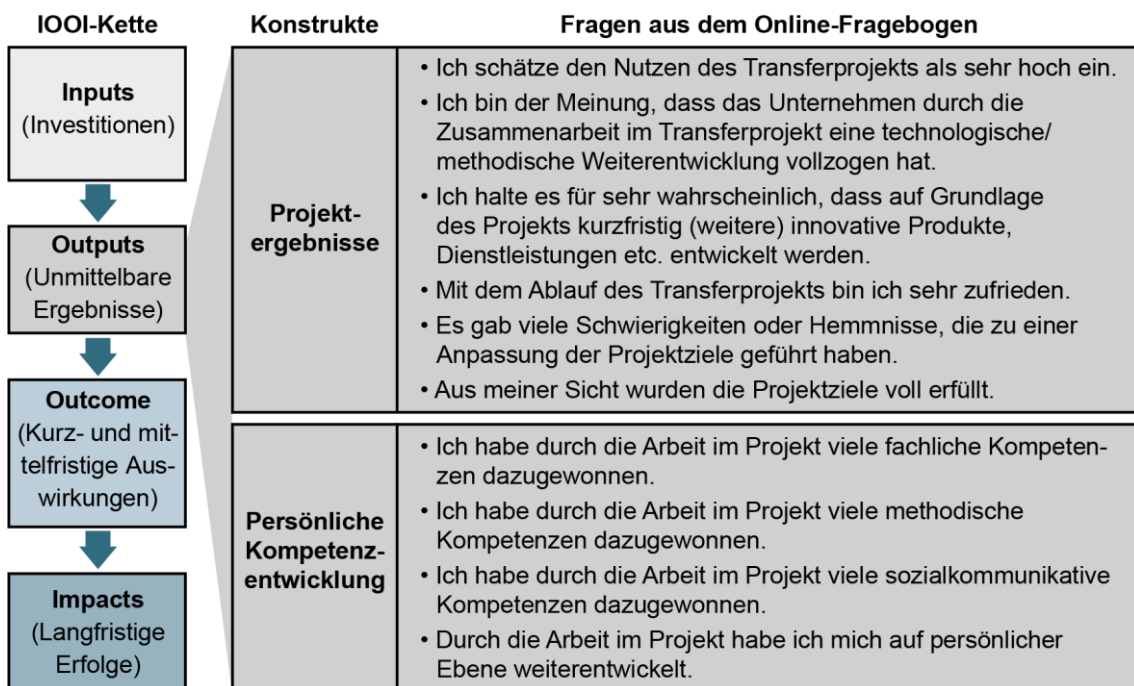 IOOI-Kette
Konstrukte
Fragen aus dem Online-Fragebogen
Inputs
(Investitionen)
Outputs
(Unmittelbare
Ergebnisse)
Outcome
(Kurz- und mit-
telfristige Aus-
wirkungen)
Impacts
(Langfristige
Erfolge)
Projekt-
ergebnisse
• Ich schätze den Nutzen des Transferprojekts als sehr hoch ein.
• Ich bin der Meinung, dass das Unternehmen durch die
Zusammenarbeit im Transferprojekt eine technologische/
methodische Weiterentwicklung vollzogen hat.
• Ich halte es für sehr wahrscheinlich, dass auf Grundlage
des Projekts kurzfristig (weitere) innovative Produkte,
Dienstleistungen etc. entwickelt werden.
• Mit dem Ablauf des Transferprojekts bin ich sehr zufrieden.
• Es gab viele Schwierigkeiten oder Hemmnisse, die zu einer
Anpassung der Projektziele geführt haben.
• Aus meiner Sicht wurden die Projektziele voll erfüllt.
Persönliche
Kompetenz-
entwicklung
• Ich habe durch die Arbeit im Projekt viele fachliche Kompeten-
zen dazugewonnen.
• Ich habe durch die Arbeit im Projekt viele methodische
Kompetenzen dazugewonnen.
• Ich habe durch die Arbeit im Projekt viele sozialkommunikative
Kompetenzen dazugewonnen.
• Durch die Arbeit im Projekt habe ich mich auf persönlicher
Ebene weiterentwickelt.